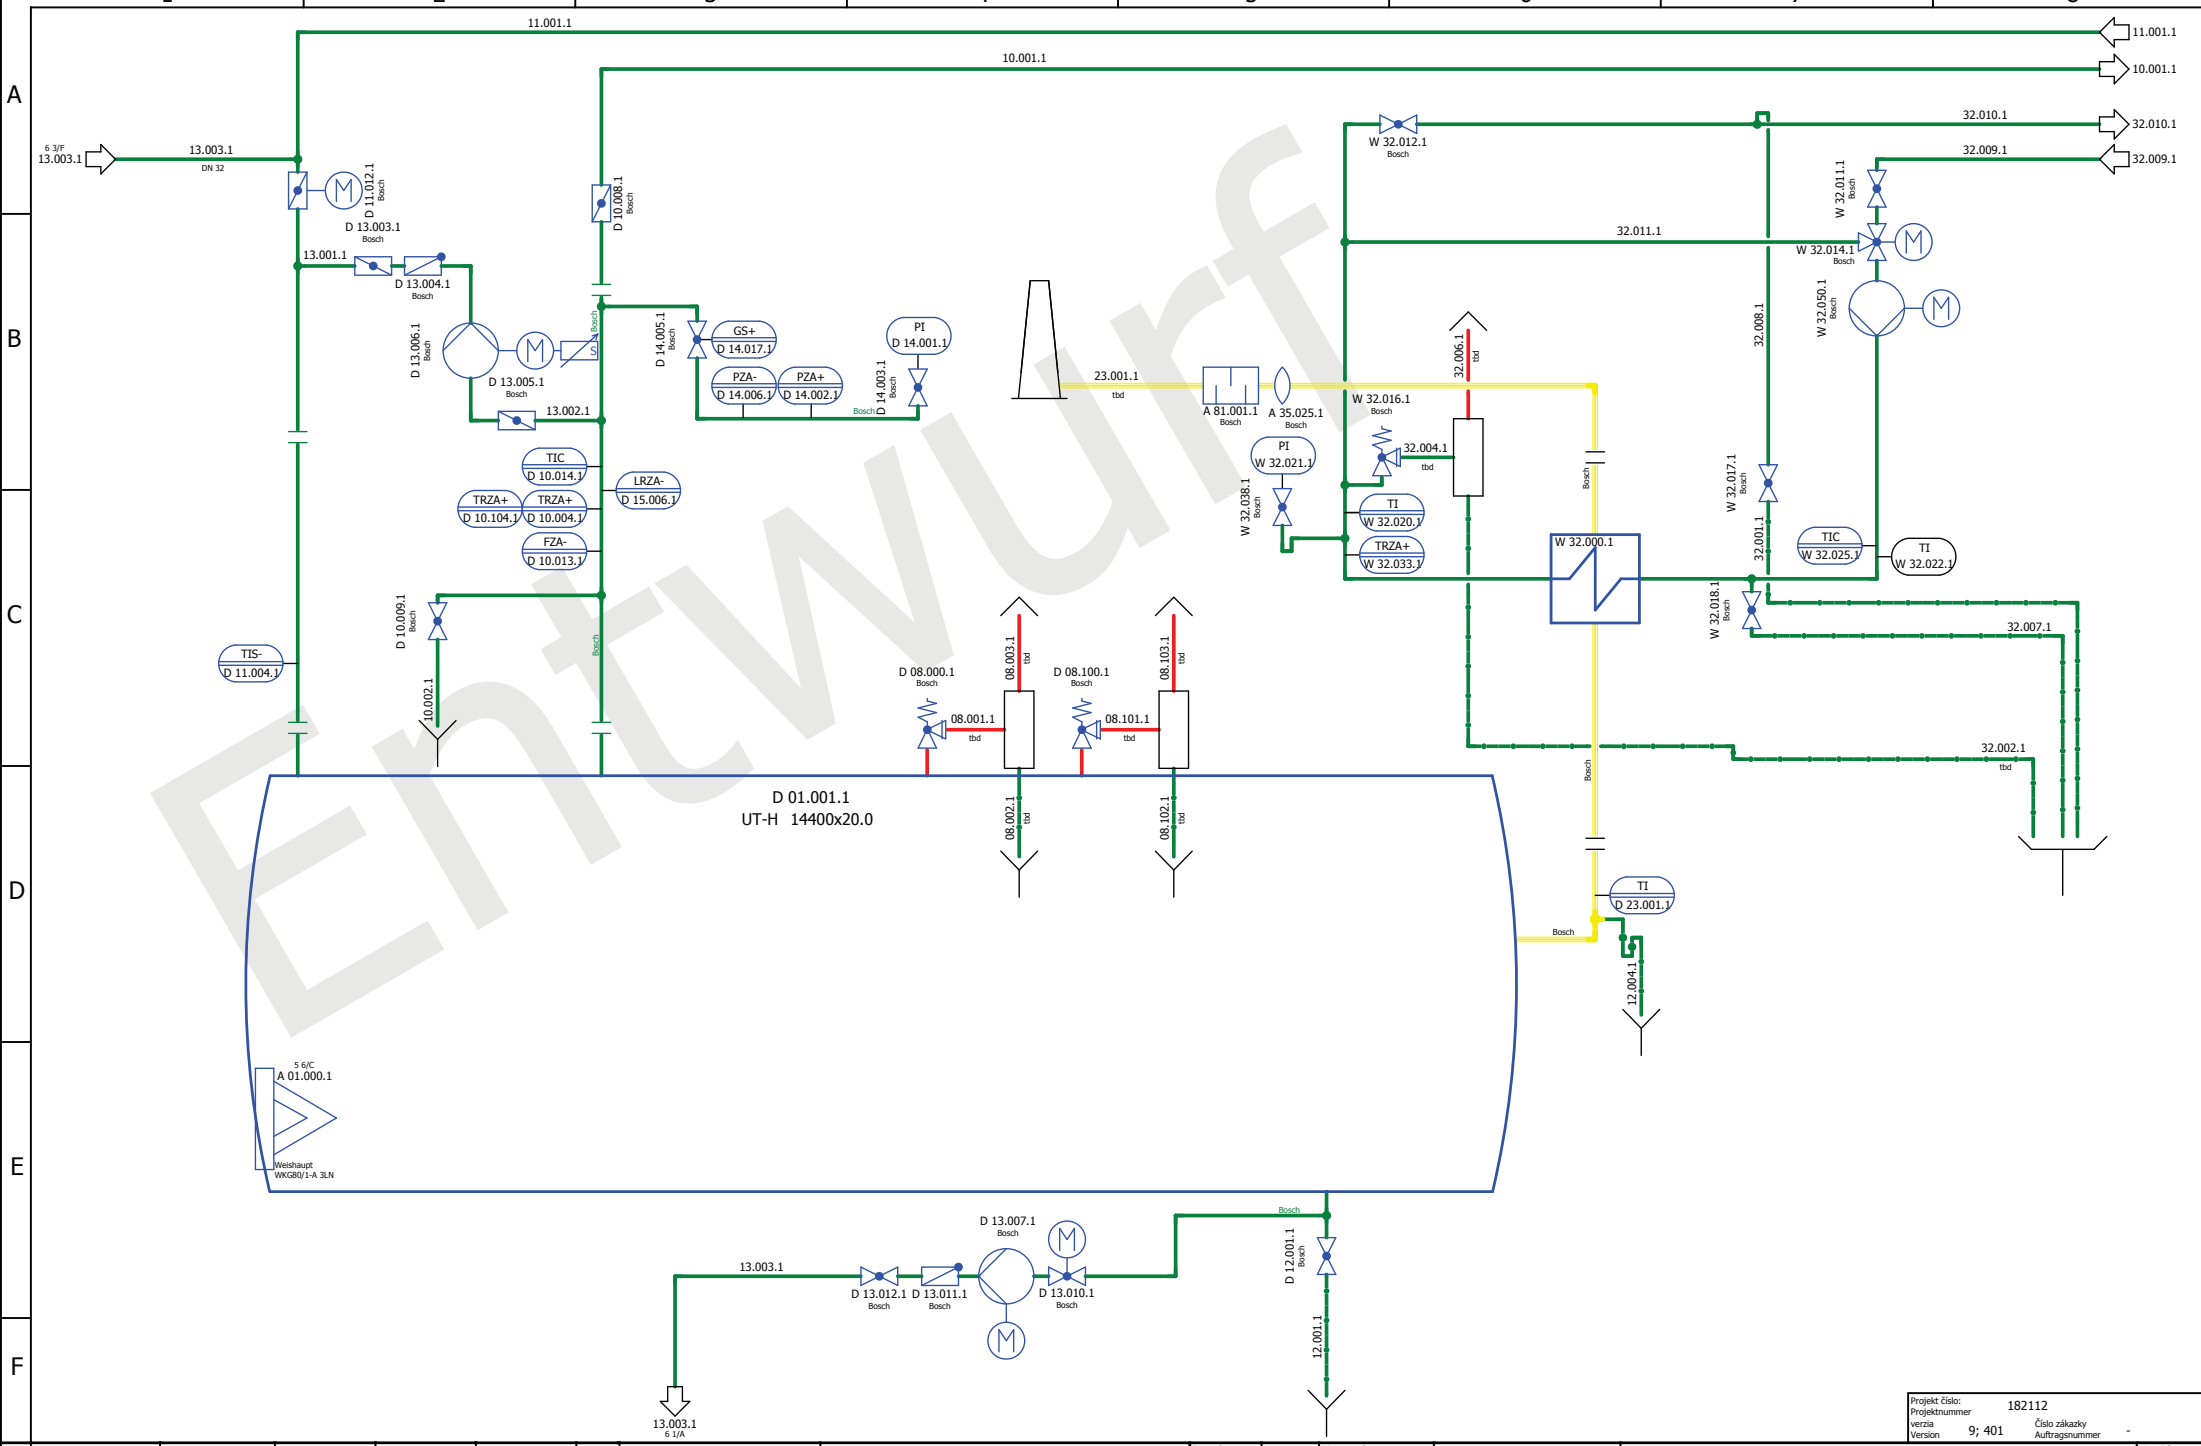 11.001.1
11.001.1
10.001.1
10.001.1
A
32.010.1
32.010.1
W 32.012.1
Bosch
6 3/F
13.003.1
13.003.1
DN 32
32.009.1
32.009.1
D 11.012.1
Bosch
D 10.008.1
Bosch
W 32.011.1
Bosch
M
D 13.003.1
Bosch
32.011.1
W 32.014.1
Bosch
M
13.001.1
D 13.004.1
Bosch
B
D 13.006.1
Bosch
M
S
Bosch
D 13.005.1
Bosch
13.002.1
D 14.005.1
Bosch
GS+
D 14.017.1
PZA-
D 14.006.1
PZA+
D 14.002.1
Bosch
D 14.003.1
Bosch
PI
D 14.001.1
23.001.1
tbd
A 81.001.1
Bosch
A 35.025.1
Bosch
W 32.016.1
Bosch
32.006.1
tbd
32.004.1
tbd
32.008.1
W 32.050.1
Bosch
M
PI
W 32.021.1
W 32.038.1
Bosch
Bosch
TIC
D 10.014.1
LRZA-
D 15.006.1
TRZA+
D 10.104.1
TRZA+
D 10.004.1
FZA-
D 10.013.1
TI
W 32.020.1
TRZA+
W 32.033.1
W 32.000.1
W 32.017.1
Bosch
32.001.1
TIC
W 32.025.1
TI
W 32.022.1
C
D 10.009.1
Bosch
10.002.1
Bosch
TIS-
D 11.004.1
W 32.018.1
Bosch
32.007.1
D 08.000.1
Bosch
08.003.1
tbd
08.001.1
tbd
D 08.100.1
Bosch
08.103.1
tbd
08.101.1
tbd
32.002.1
tbd
Bosch
D 01.001.1
UT-H 14400x20.0
08.002.1
tbd
08.102.1
tbd
D
TI
D 23.001.1
Bosch
12.004.1
Entwurf
5 6/C
A 01.000.1
E
Weishaupt
WKG80/1-A 3LN
D 13.007.1
Bosch
M
Bosch
D 12.001.1
Bosch
13.003.1
D 13.012.1
Bosch
D 13.011.1
Bosch
D 13.010.1
Bosch
M
12.001.1
F
13.003.1
6 1/A
Projekt číslo:
Projektnummer
182112
verzia
Version
9; 401
Číslo zákazky
Auftragsnummer
-